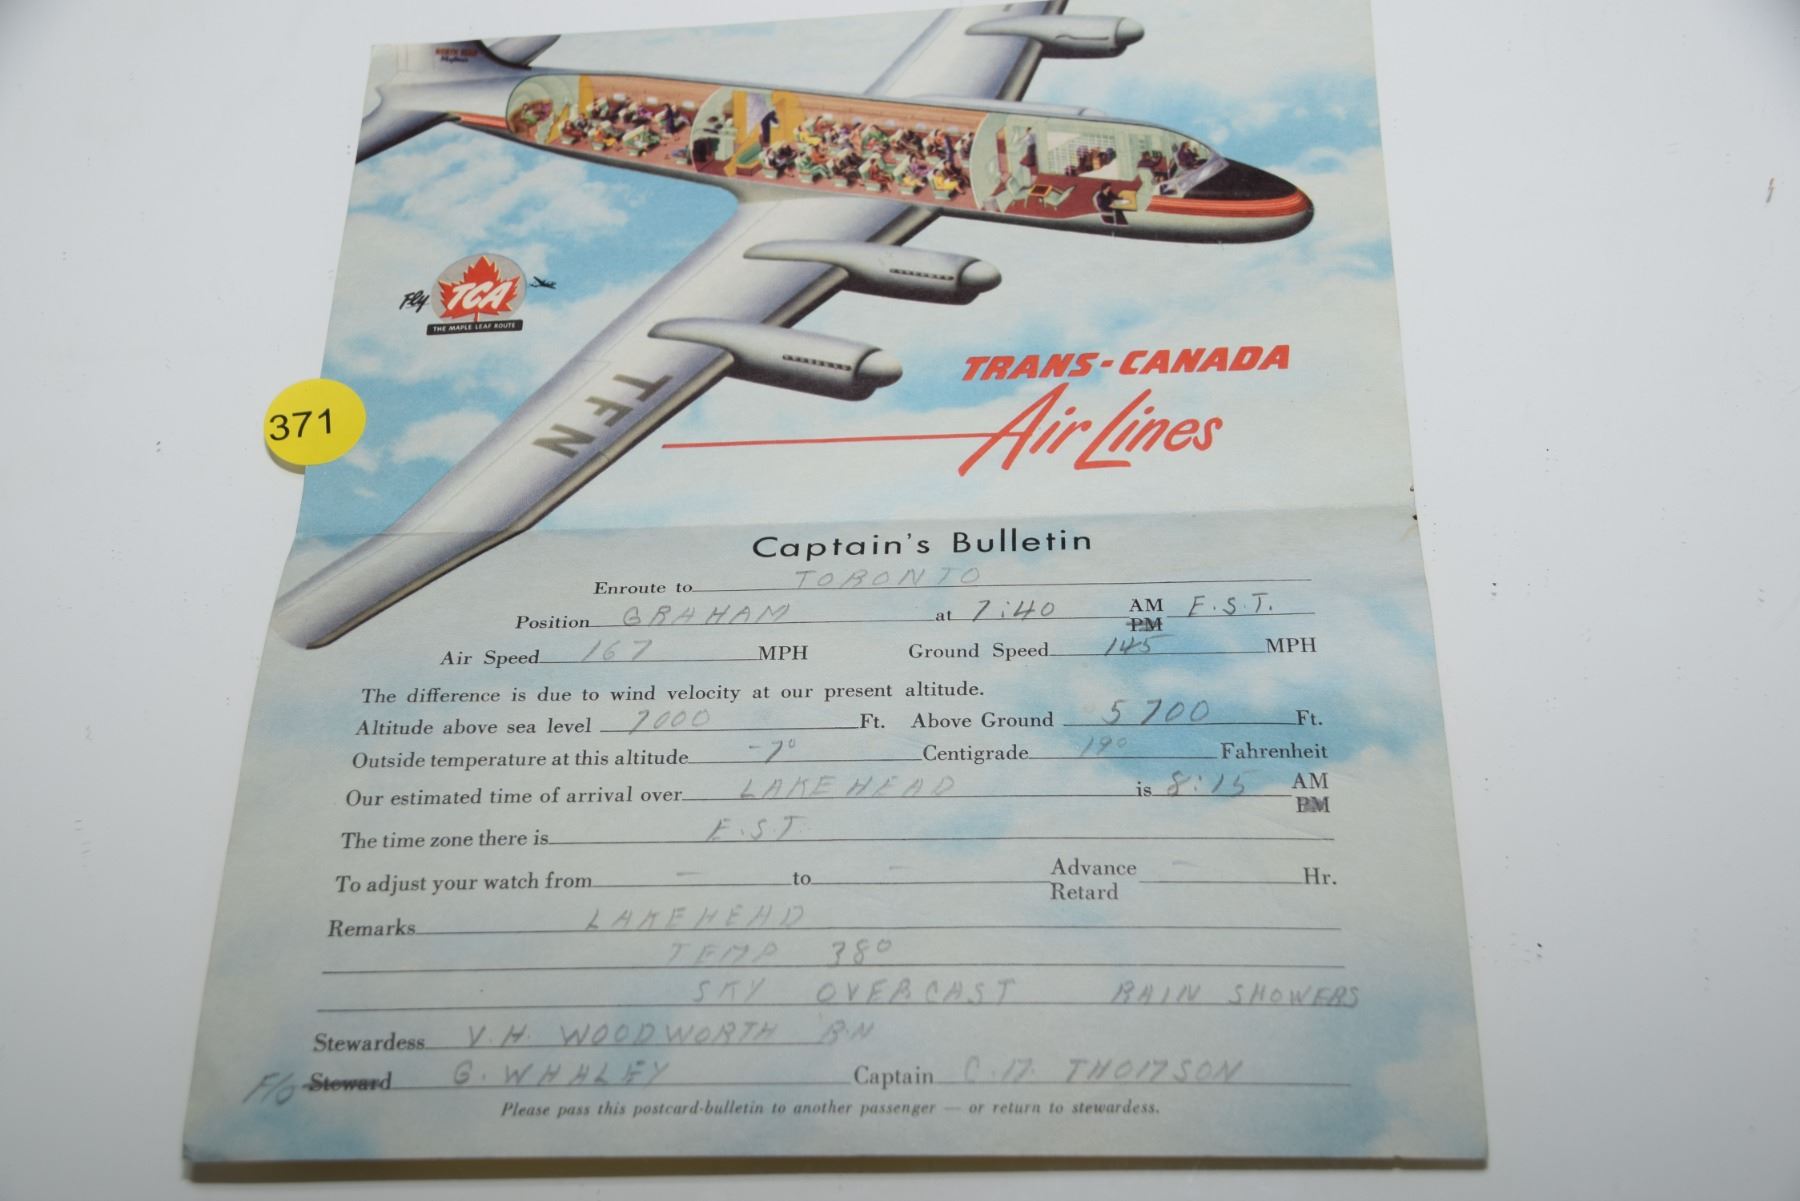 Fly TCA
THE MAPLE LEAF ROUTE
371
TFN
TRANS-CANADA
Air Lines
Captain's Bulletin
Enroute to TORONTO
Position GRAHAM at 7:40 AM PM E.S.T.
Air Speed 167 MPH Ground Speed 145 MPH
The difference is due to wind velocity at our present altitude.
Altitude above sea level 7000 Ft. Above Ground 5700 Ft.
Outside temperature at this altitude -7° Centigrade 19° Fahrenheit
Our estimated time of arrival over LAKEHEAD is 8:15 AM PM
The time zone there is E.S.T.
To adjust your watch from - to - Advance Retard - Hr.
Remarks LAKEHEAD
TEMP 38°
SKY OVERCAST RAIN SHOWERS
Stewardess V.H. WOODWORTH R.N
F/O Steward G. WHALEY Captain C.M. THOMSON
Please pass this postcard-bulletin to another passenger — or return to stewardess.